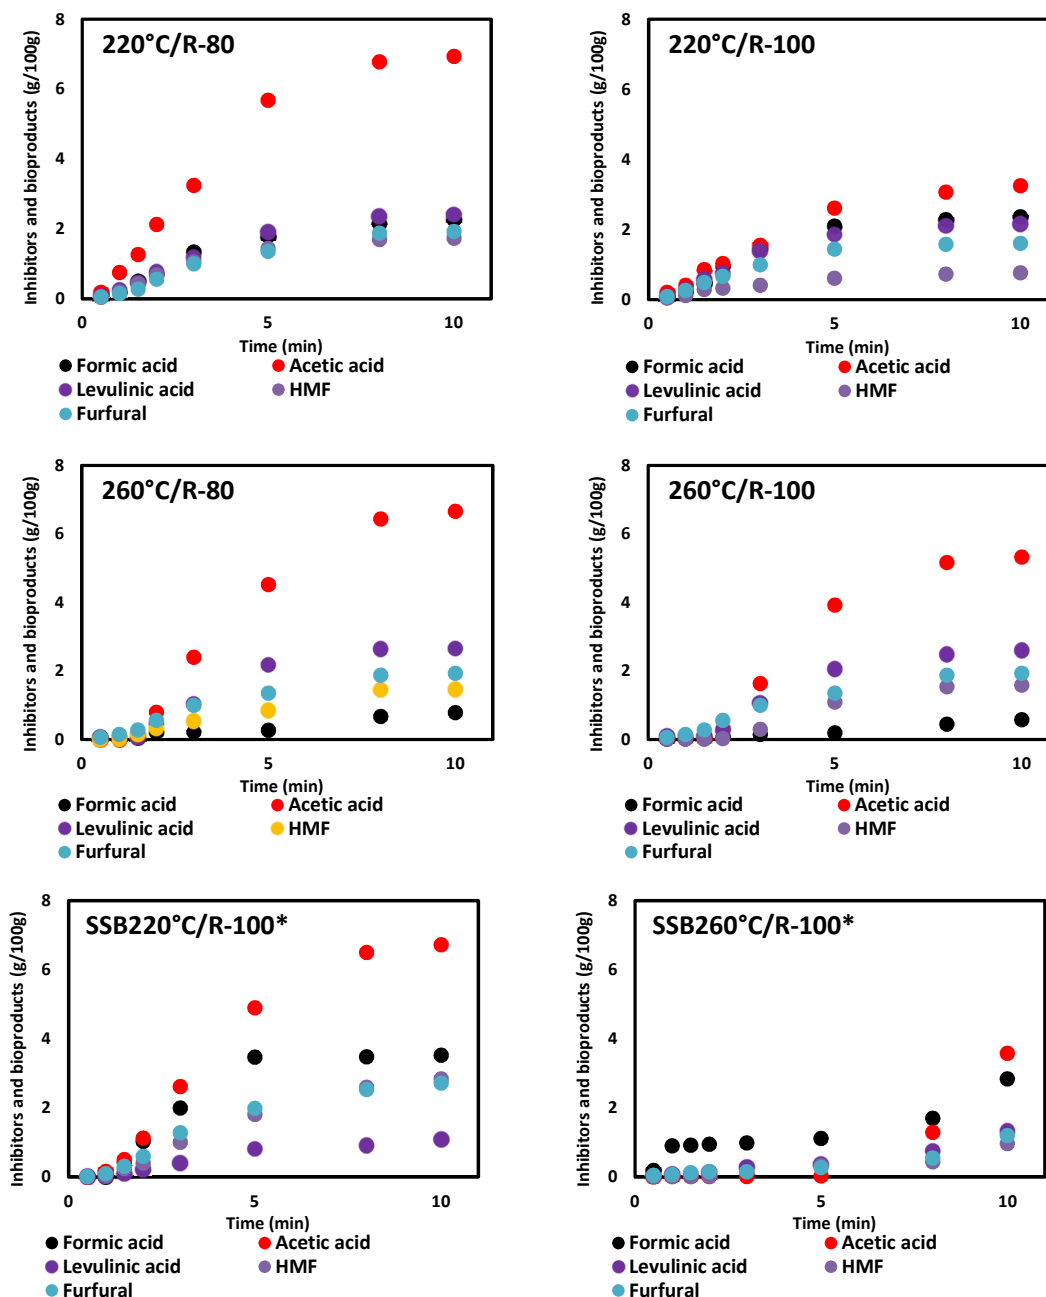 220°C/R-80
Inhibitors and bioproducts (g/100g)
8
6
4
2
0
0
5
10
Time (min)
Formic acid
Acetic acid
Levulinic acid
HMF
Furfural
220°C/R-100
Inhibitors and bioproducts (g/100g)
8
6
4
2
0
0
5
10
Time (min)
Formic acid
Acetic acid
Levulinic acid
HMF
Furfural
260°C/R-80
Inhibitors and bioproducts (g/100g)
8
6
4
2
0
0
5
10
Time (min)
Formic acid
Acetic acid
Levulinic acid
HMF
Furfural
260°C/R-100
Inhibitors and bioproducts (g/100g)
8
6
4
2
0
0
5
10
Time (min)
Formic acid
Acetic acid
Levulinic acid
HMF
Furfural
SSB220°C/R-100*
Inhibitors and bioproducts (g/100g)
8
6
4
2
0
0
5
10
Time (min)
Formic acid
Acetic acid
Levulinic acid
HMF
Furfural
SSB260°C/R-100*
Inhibitors and bioproducts (g/100g)
8
6
4
2
0
0
5
10
Time (min)
Formic acid
Acetic acid
Levulinic acid
HMF
Furfural